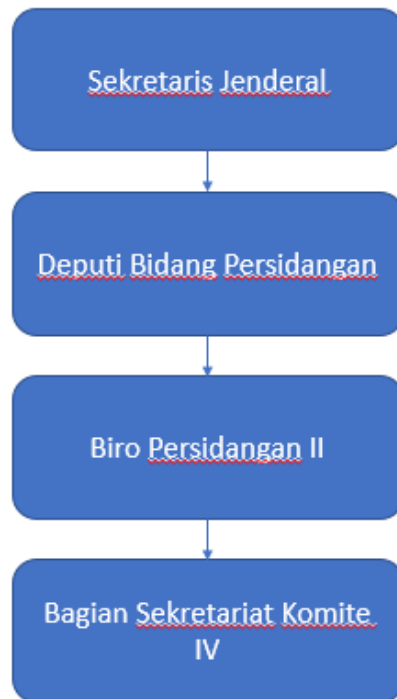 Sekretaris Jenderal
Deputi Bidang Persidangan
Biro Persidangan II
Bagian Sekretariat Komite
IV